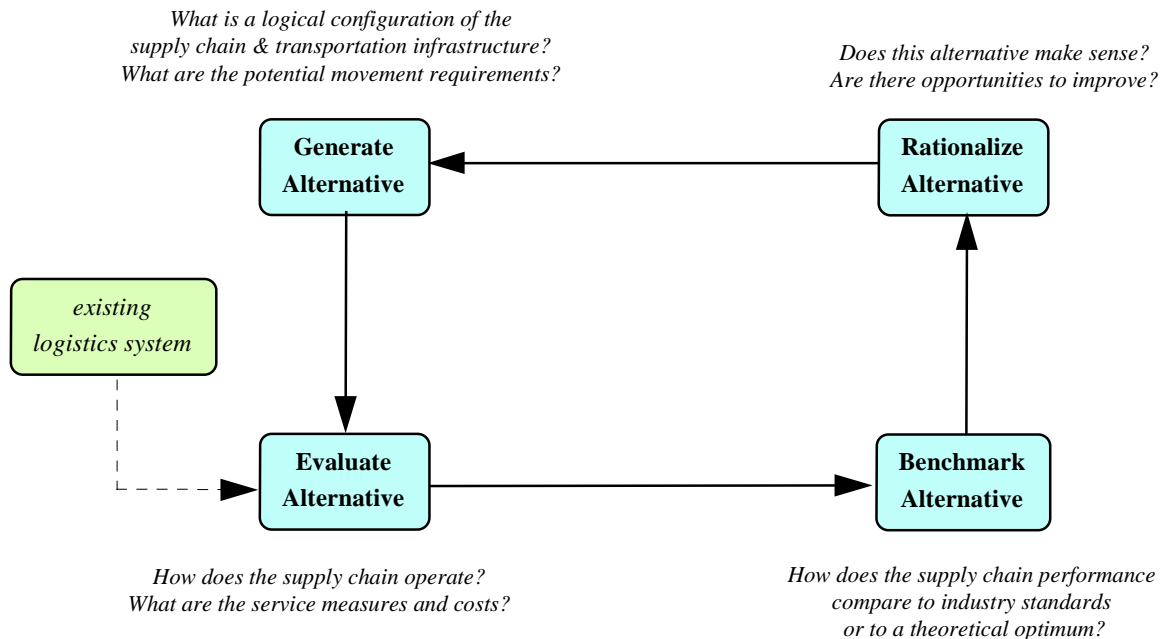 What is a logical configuration of the
supply chain & transportation infrastructure?
What are the potential movement requirements?
Does this alternative make sense?
Are there opportunities to improve?
Generate
Alternative
Rationalize
Alternative
existing
logistics system
Evaluate
Alternative
Benchmark
Alternative
How does the supply chain operate?
What are the service measures and costs?
How does the supply chain performance
compare to industry standards
or to a theoretical optimum?